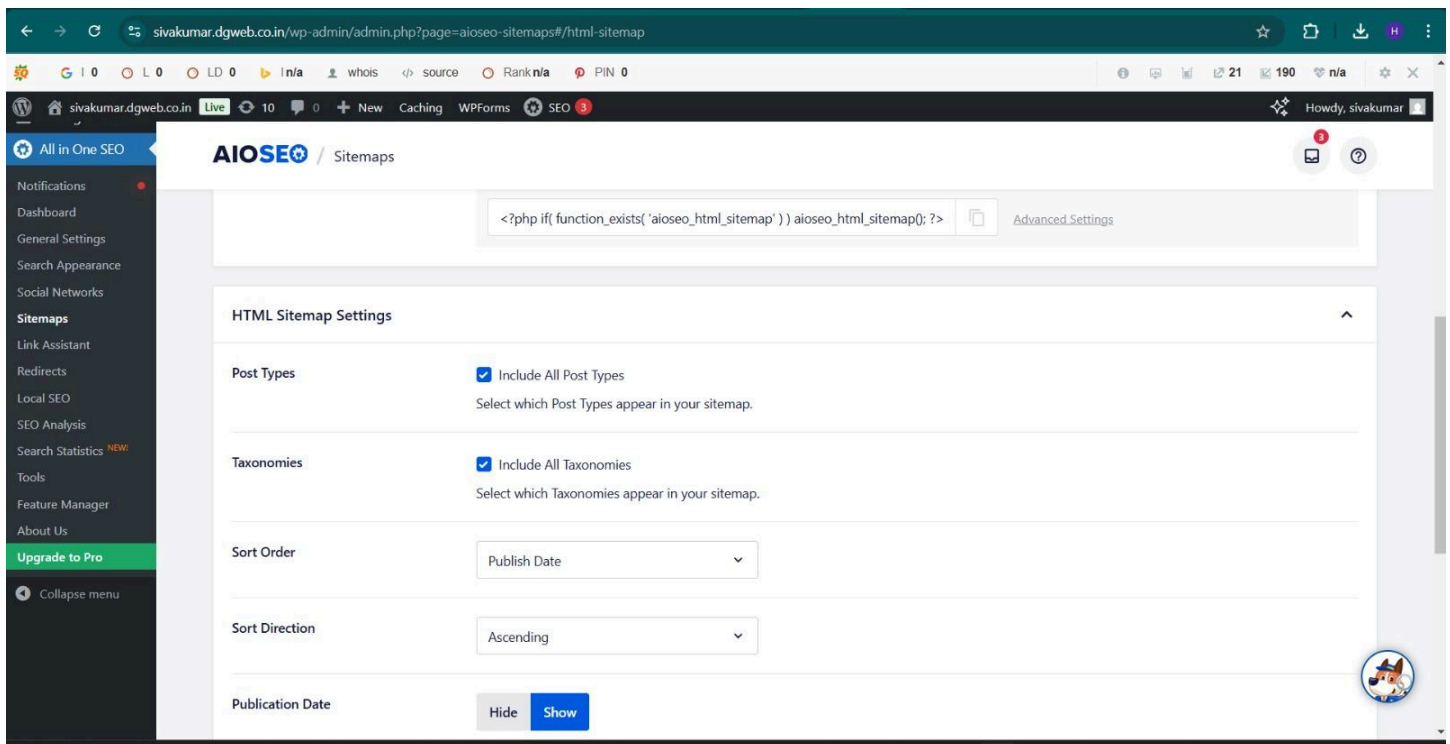 sivakumar.dgweb.co.in/wp-admin/admin.php?page=aioseo-sitemaps#/html-sitemap
H
SQ G I 0 L 0 LD 0 I n/a whois source Rank n/a PIN 0 21 190 n/a
sivakumar.dgweb.co.in Live 10 0 New Caching WPForms SEO 3 Howdy, sivakumar
All in One SEO
AIOSEO / Sitemaps
3
Notifications
Dashboard
General Settings
Search Appearance
Social Networks
Sitemaps
Link Assistant
Redirects
Local SEO
SEO Analysis
Search Statistics NEW!
Tools
Feature Manager
About Us
Upgrade to Pro
Collapse menu
<?php if( function_exists( 'aioseo_html_sitemap' ) ) aioseo_html_sitemap(); ?>
Advanced Settings
HTML Sitemap Settings
Post Types
Include All Post Types
Select which Post Types appear in your sitemap.
Taxonomies
Include All Taxonomies
Select which Taxonomies appear in your sitemap.
Sort Order
Publish Date
Sort Direction
Ascending
Publication Date
Hide Show